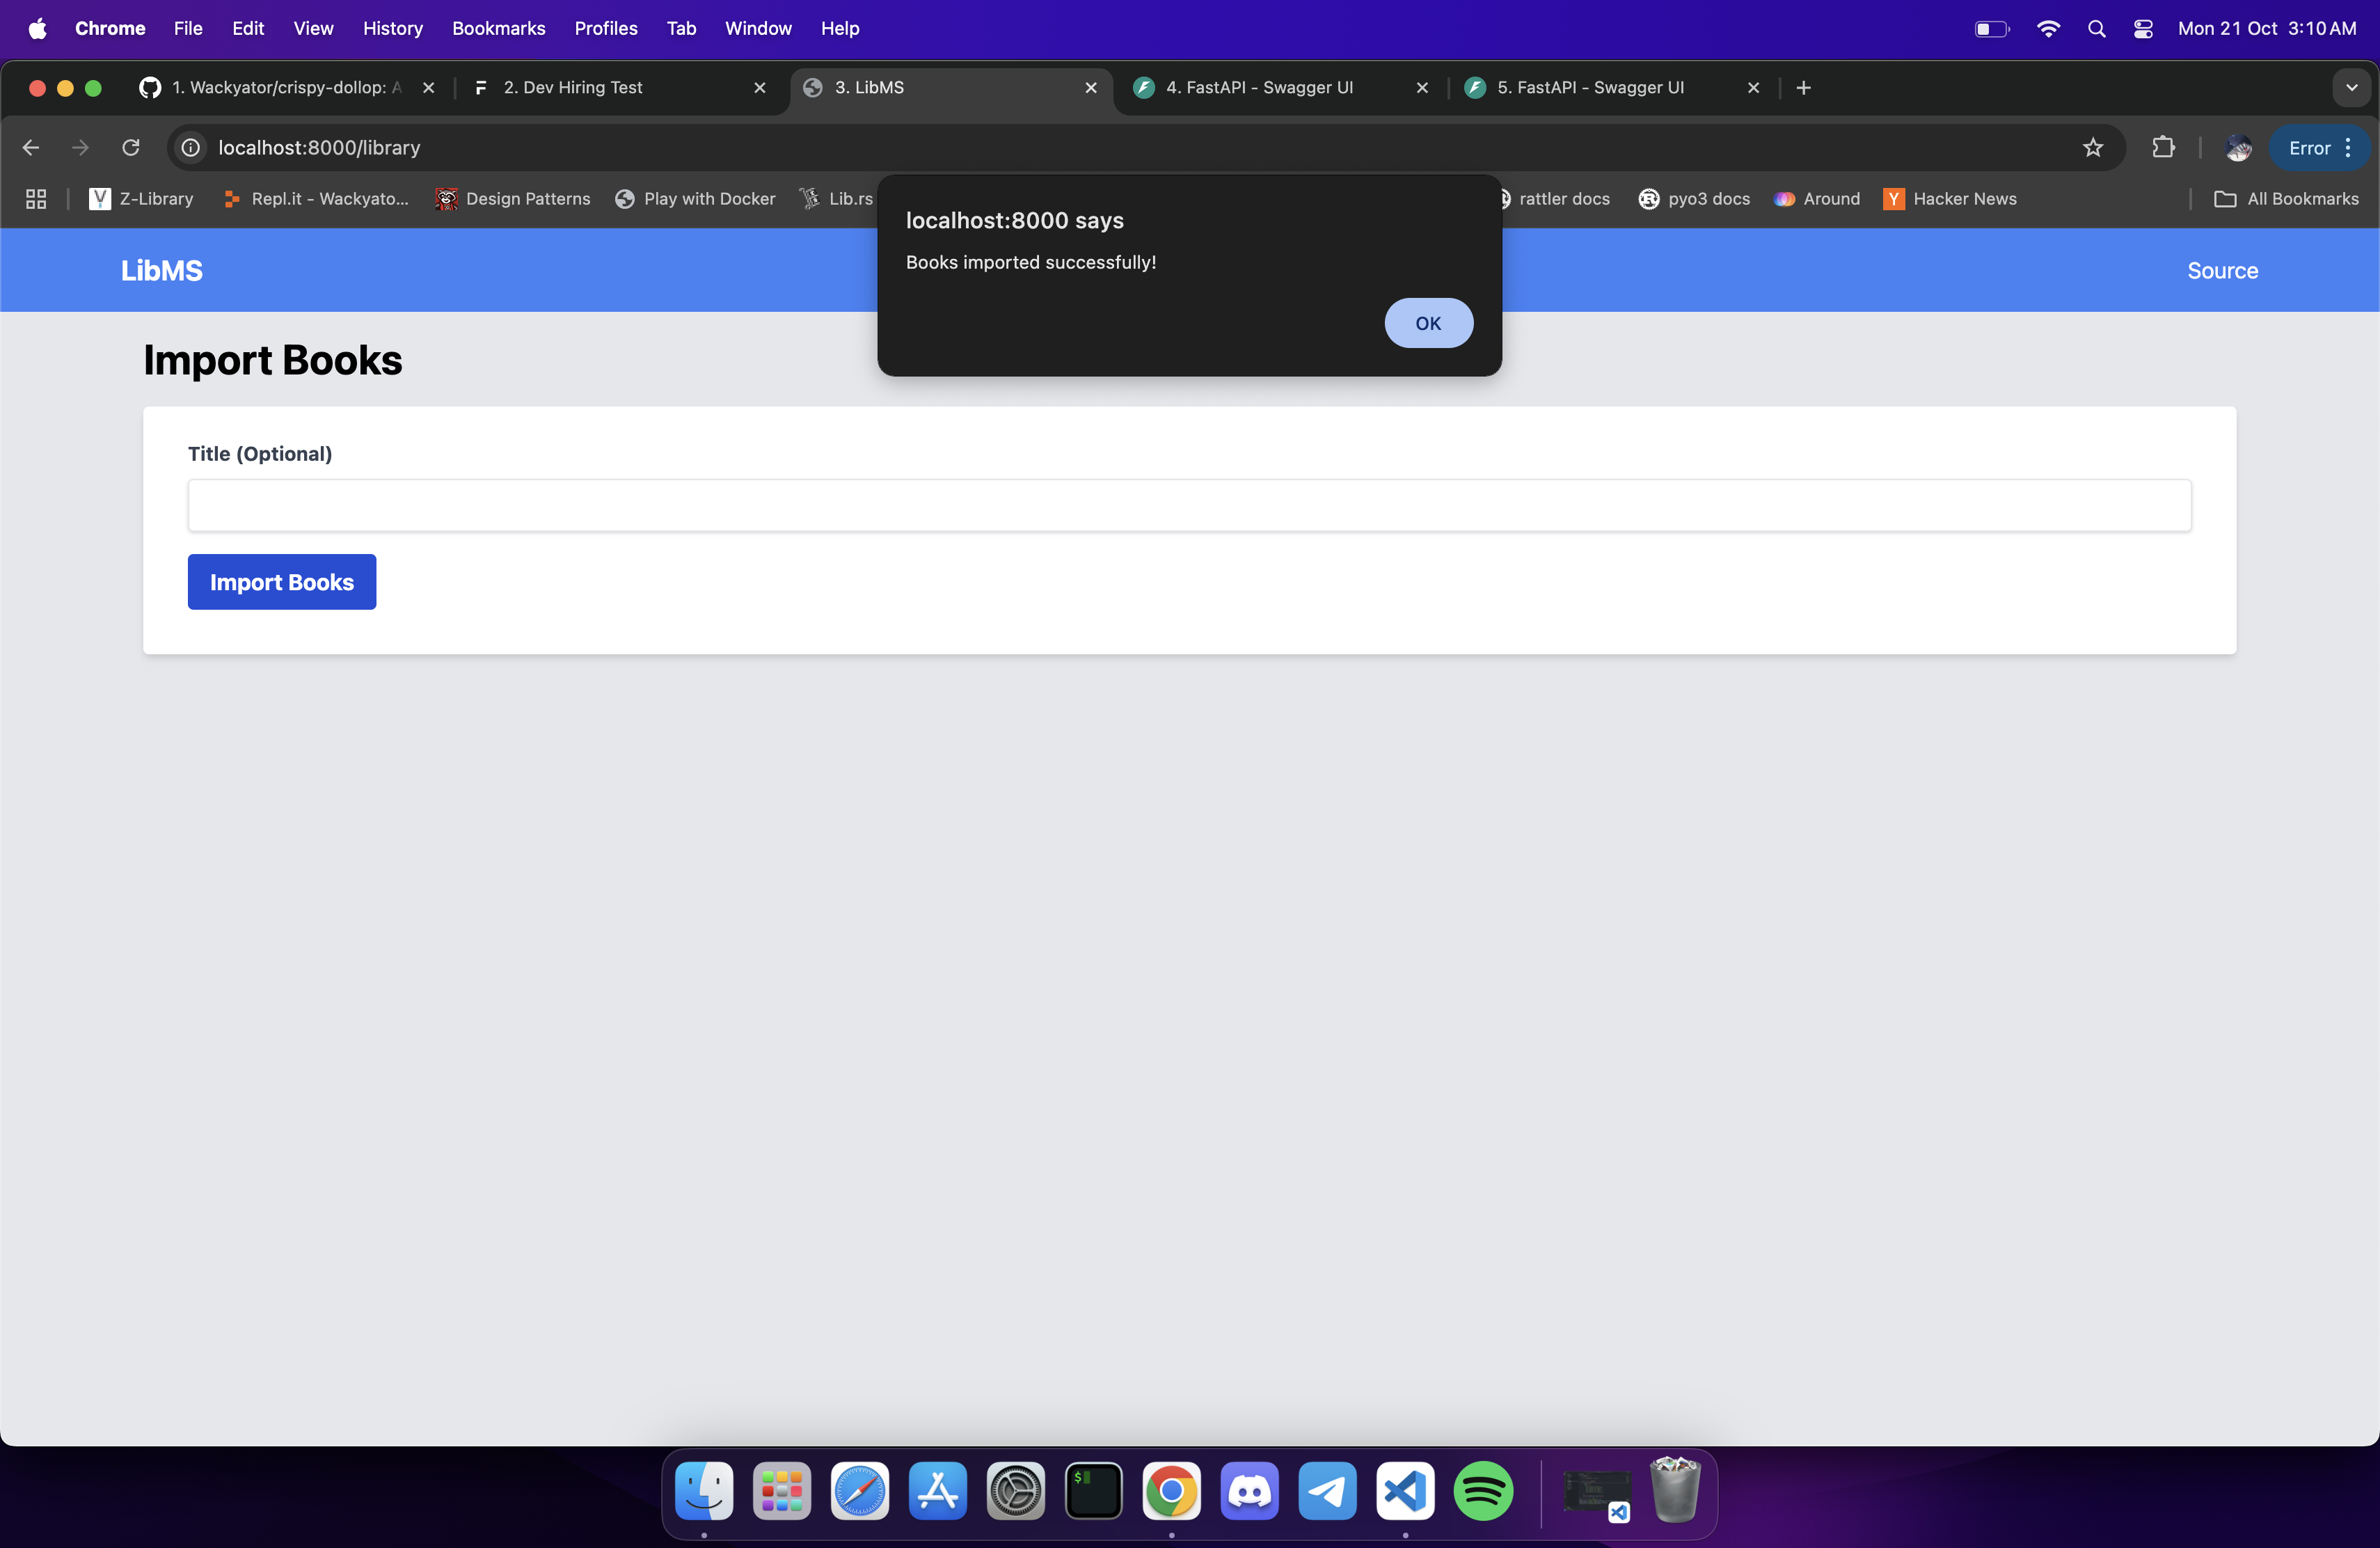 Chrome File Edit View History Bookmarks Profiles Tab Window Help Mon 21 Oct 3:10 AM
1. Wackyator/crispy-dollop: A 2. Dev Hiring Test 3. LibMS 4. FastAPI - Swagger UI 5. FastAPI - Swagger UI
localhost:8000/library Error
Z-Library Repl.it - Wackyato... Design Patterns Play with Docker Lib.rs rattler docs pyo3 docs Around Y Hacker News All Bookmarks
localhost:8000 says
Books imported successfully!
OK
LibMS Source
Import Books
Title (Optional)
Import Books